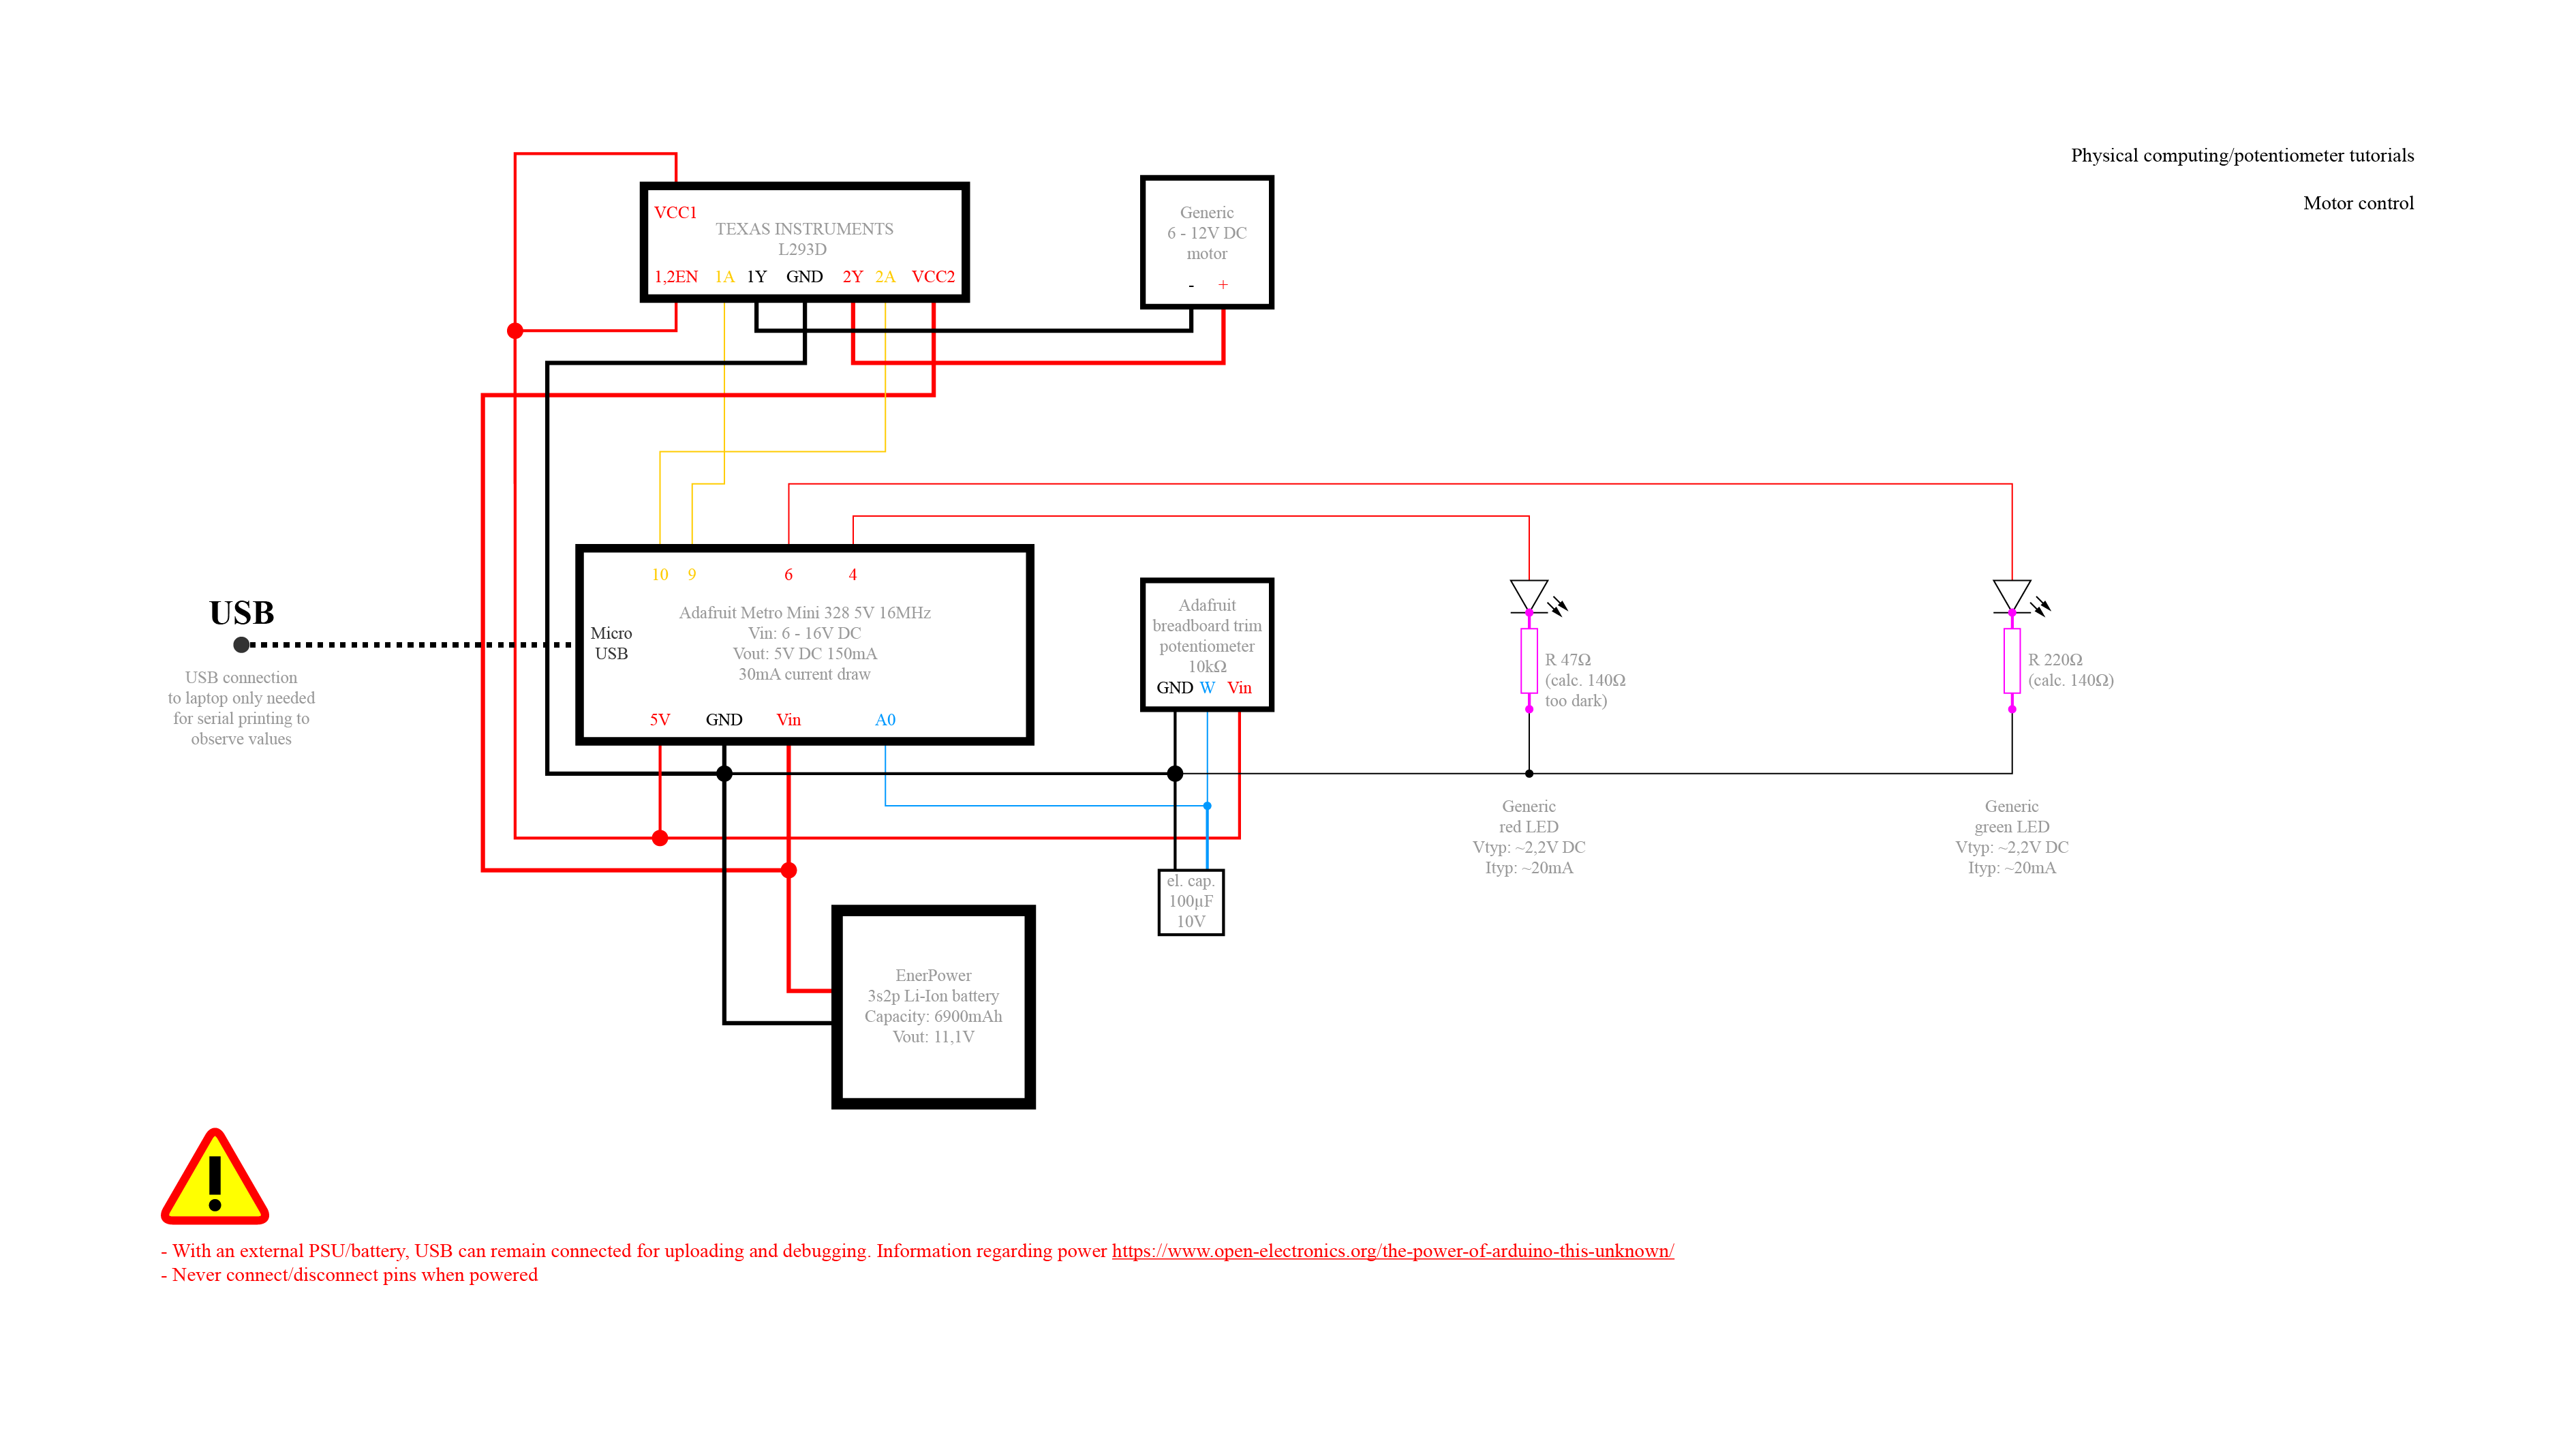 Physical computing/potentiometer tutorials
Motor control
VCC1
TEXAS INSTRUMENTS
L293D
1,2EN 1A 1Y GND 2Y 2A VCC2
Generic
6 - 12V DC
motor
- +
10 9 6 4
Adafruit Metro Mini 328 5V 16MHz
Vin: 6 - 16V DC
Vout: 5V DC 150mA
30mA current draw
Micro
USB
5V GND Vin A0
USB
USB connection
to laptop only needed
for serial printing to
observe values
Adafruit
breadboard trim
potentiometer
10kΩ
GND W Vin
R 47Ω
(calc. 140Ω
too dark)
R 220Ω
(calc. 140Ω)
Generic
red LED
Vtyp: ~2,2V DC
Ityp: ~20mA
Generic
green LED
Vtyp: ~2,2V DC
Ityp: ~20mA
el. cap.
100µF
10V
EnerPower
3s2p Li-Ion battery
Capacity: 6900mAh
Vout: 11,1V
- With an external PSU/battery, USB can remain connected for uploading and debugging. Information regarding power https://www.open-electronics.org/the-power-of-arduino-this-unknown/
- Never connect/disconnect pins when powered